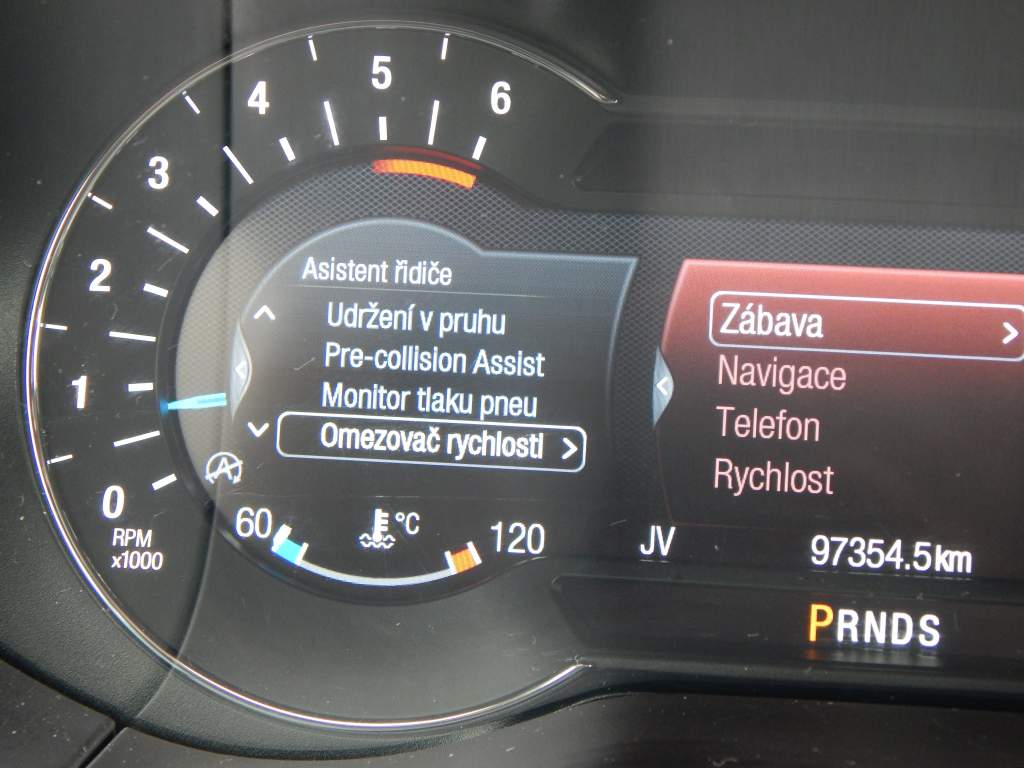 5
4
6
3
2
1
0
RPM
x1000
Asistent řidiče
Udržení v pruhu
Pre-collision Assist
Monitor tlaku pneu
Omezovač rychlosti
A
60
°C
120
Zábava
Navigace
Telefon
Rychlost
JV
97354.5km
PRNDS